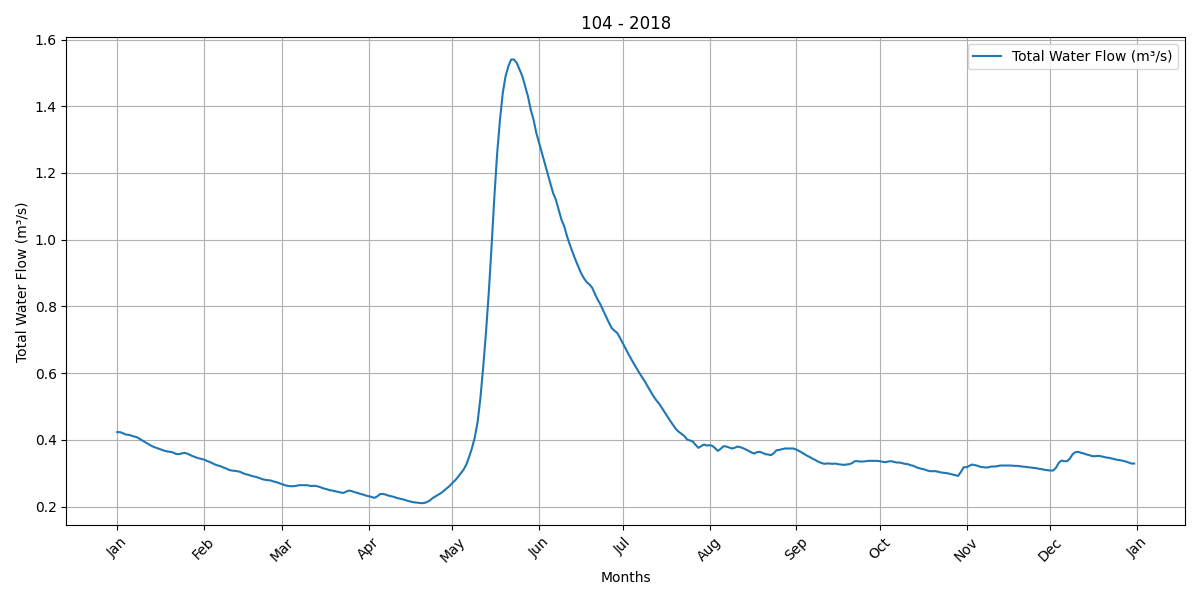 104 - 2018
Total Water Flow (m³/s)
Total Water Flow (m³/s)
1.6
1.4
1.2
1.0
0.8
0.6
0.4
0.2
Jan Feb Mar Apr May Jun Jul Aug Sep Oct Nov Dec Jan
Months